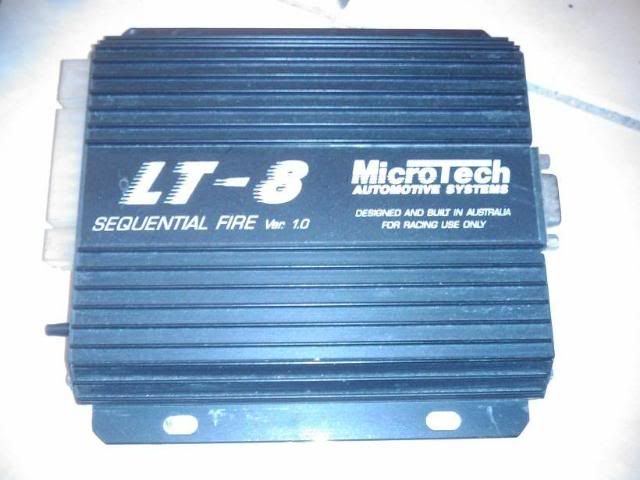 LT-8
SEQUENTIAL FIRE Ver. 1.0
MicroTech
AUTOMOTIVE SYSTEMS
DESIGNED AND BUILT IN AUSTRALIA
FOR RACING USE ONLY